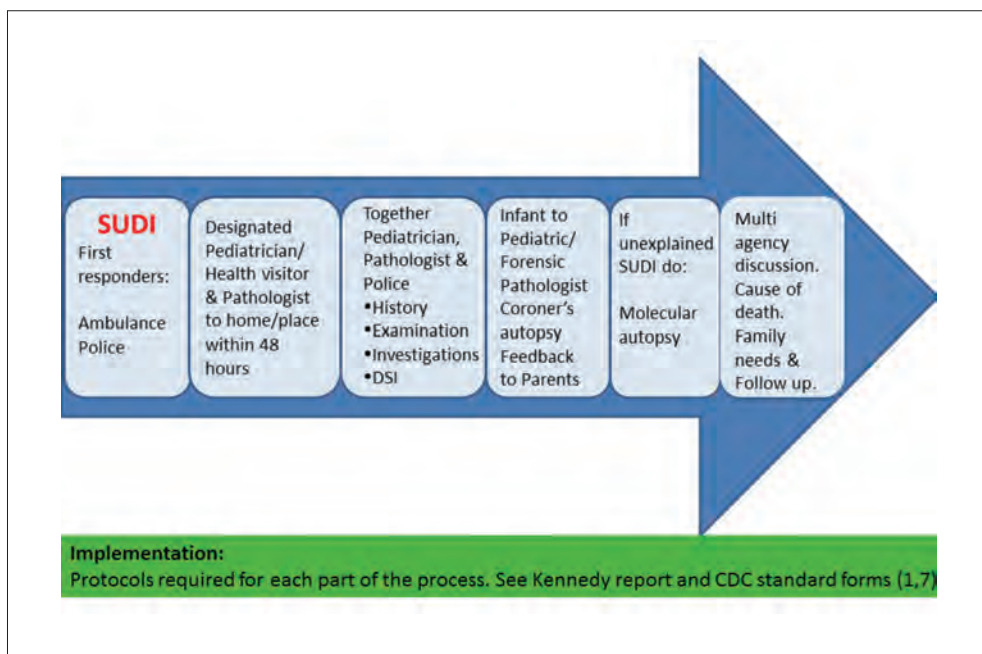 SUDI
First
responders:
Ambulance
Police
Designated
Pediatrician/
Health visitor
& Pathologist
to home/place
within 48
hours
Together
Pediatrician,
Pathologist &
Police
•History
•Examination
•Investigations
•DSI
Infant to
Pediatric/
Forensic
Pathologist
Coroner's
autopsy
Feedback
to Parents
If
unexplained
SUDI do:
Molecular
autopsy
Multi
agency
discussion.
Cause of
death.
Family
needs &
Follow up.
Implementation:
Protocols required for each part of the process. See Kennedy report and CDC standard forms (1,7)